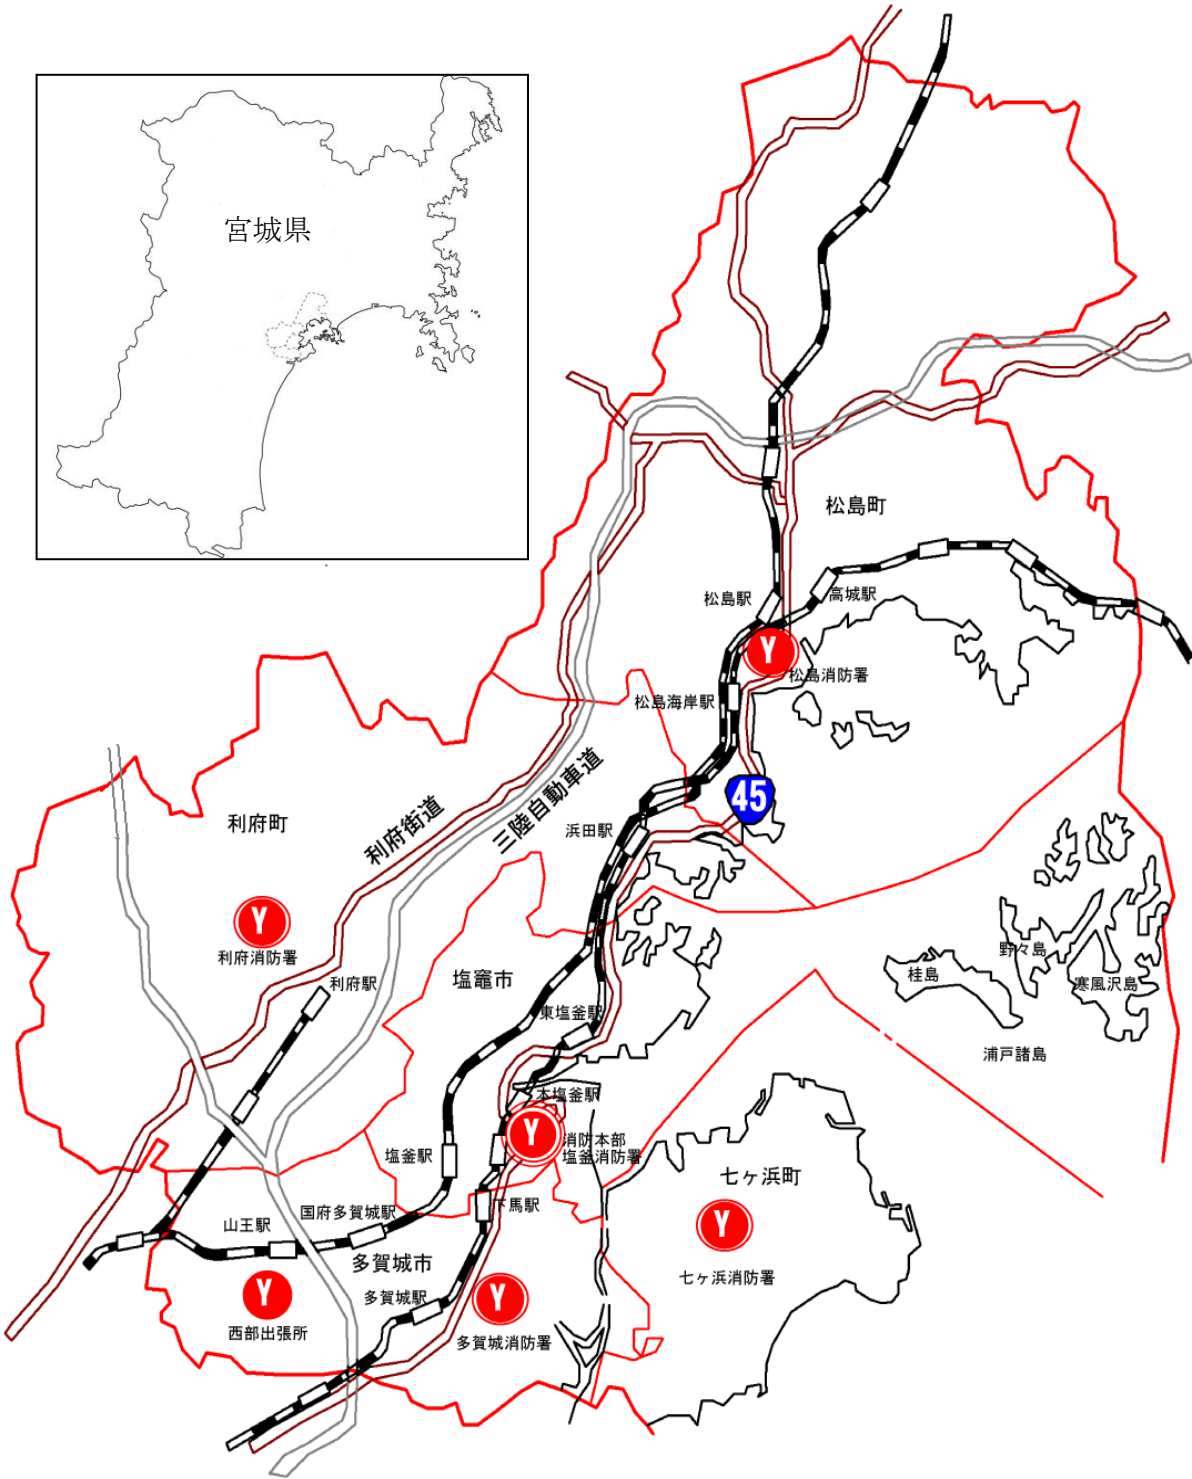 宮城県
松島町
松島駅
高城駅
Y
松島消防署
松島海岸駅
45
三陸自動車道
利府街道
浜田駅
利府町
Y
利府消防署
利府駅
塩竈市
東塩釜駅
野々島
桂島
寒風沢島
浦戸諸島
本塩釜駅
Y
消防本部
塩釜消防署
塩釜駅
七ヶ浜町
下馬駅
国府多賀城駅
山王駅
Y
七ヶ浜消防署
多賀城市
Y
西部出張所
多賀城駅
Y
多賀城消防署